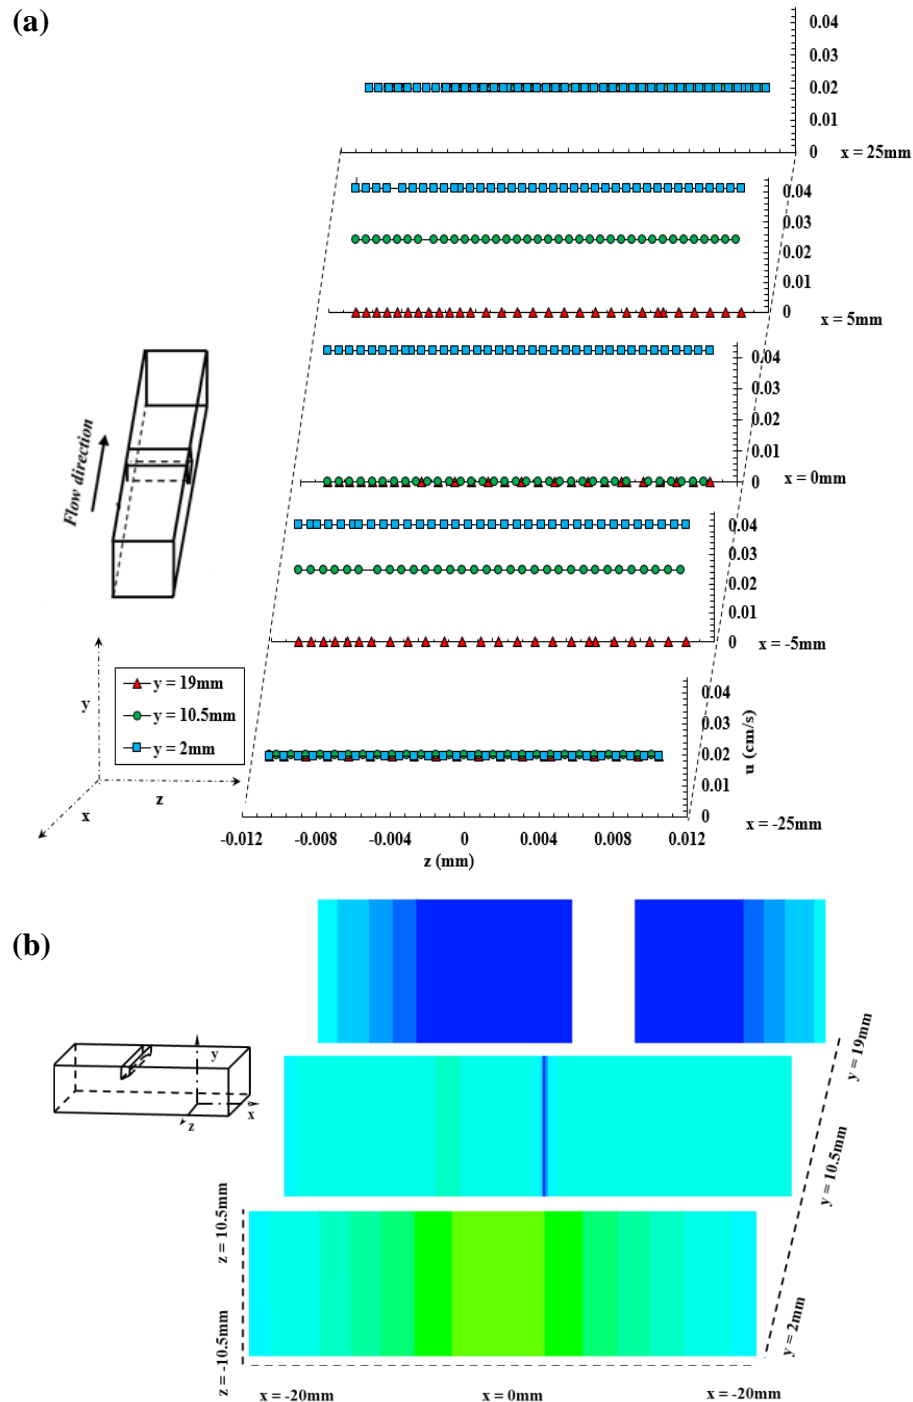 (a)
0.04
0.03
0.02
0.01
0
x = 25mm
0.04
0.03
0.02
0.01
0
x = 5mm
0.04
0.03
0.02
0.01
0
x = 0mm
Flow direction
0.04
0.03
0.02
0.01
0
x = -5mm
y = 19mm
y = 10.5mm
y = 2mm
y
z
x
0.04
0.03
0.02
0.01
0
u (cm/s)
x = -25mm
-0.012 -0.008 -0.004 0 0.004 0.008 0.012
z (mm)
(b)
y
x
z
y = 19mm
y = 10.5mm
y = 2mm
z = 10.5mm
z = -10.5mm
x = -20mm x = 0mm x = -20mm